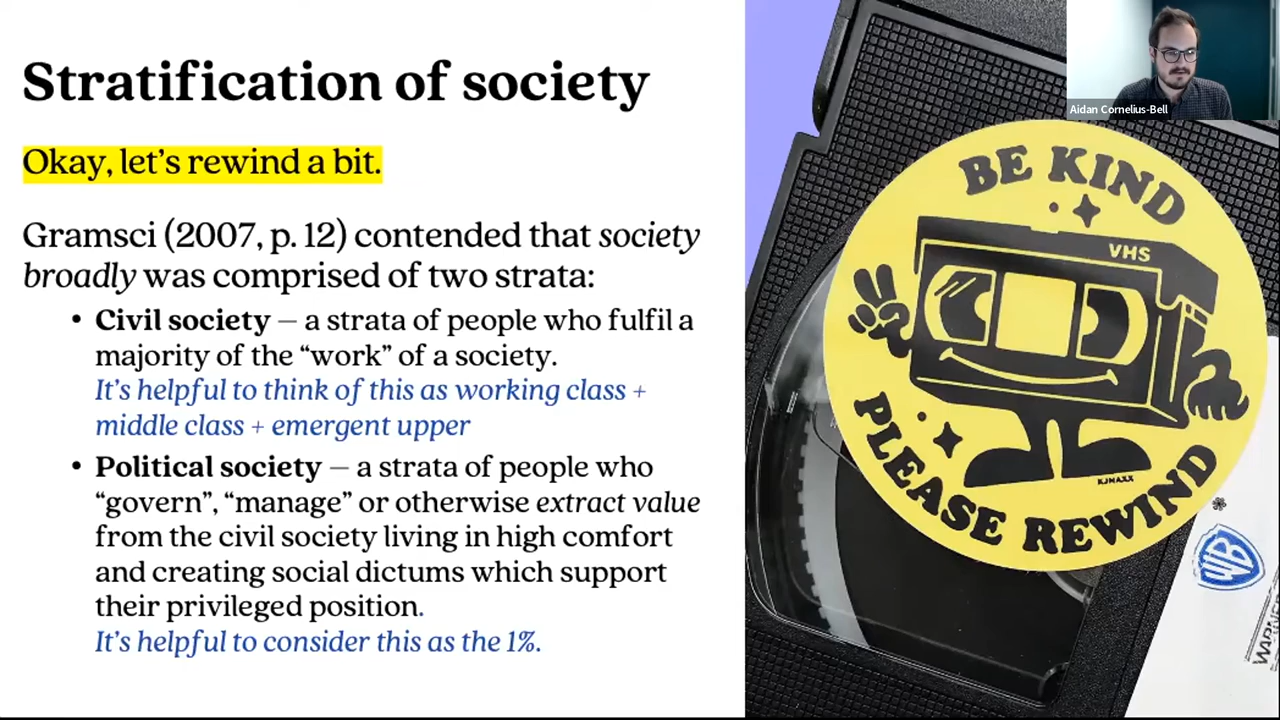 Stratification of society
Okay, let's rewind a bit.
Gramsci (2007, p. 12) contended that society
broadly was comprised of two strata:
• Civil society – a strata of people who fulfil a
majority of the "work" of a society.
It's helpful to think of this as working class +
middle class + emergent upper
• Political society – a strata of people who
"govern", "manage" or otherwise extract value
from the civil society living in high comfort
and creating social dictums which support
their privileged position.
It's helpful to consider this as the 1%.
Aidan Cornelius-Bell
BE KIND
VHS
KJMAXX
PLEASE REWIND
WB